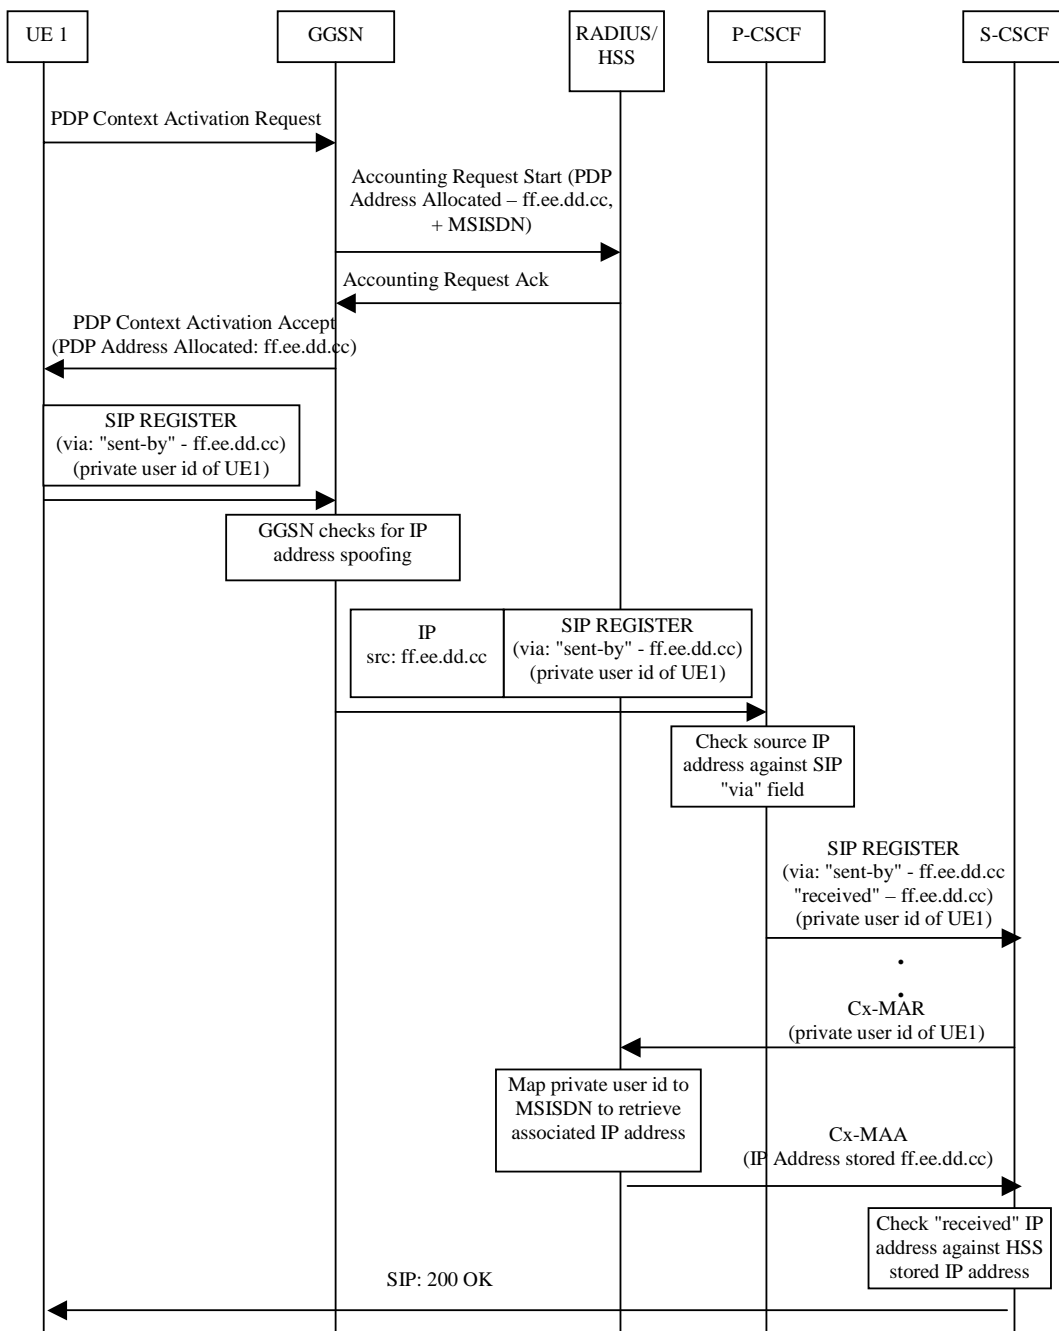 UE 1
GGSN
RADIUS/
HSS
P-CSCF
S-CSCF
PDP Context Activation Request
Accounting Request Start (PDP
Address Allocated – ff.ee.dd.cc,
+ MSISDN)
Accounting Request Ack
PDP Context Activation Accept
(PDP Address Allocated: ff.ee.dd.cc)
SIP REGISTER
(via: "sent-by" - ff.ee.dd.cc)
(private user id of UE1)
GGSN checks for IP
address spoofing
IP
src: ff.ee.dd.cc
SIP REGISTER
(via: "sent-by" - ff.ee.dd.cc)
(private user id of UE1)
Check source IP
address against SIP
"via" field
SIP REGISTER
(via: "sent-by" - ff.ee.dd.cc
"received" – ff.ee.dd.cc)
(private user id of UE1)
Cx-MAR
(private user id of UE1)
Map private user id to
MSISDN to retrieve
associated IP address
Cx-MAA
(IP Address stored ff.ee.dd.cc)
Check "received" IP
address against HSS
stored IP address
SIP: 200 OK